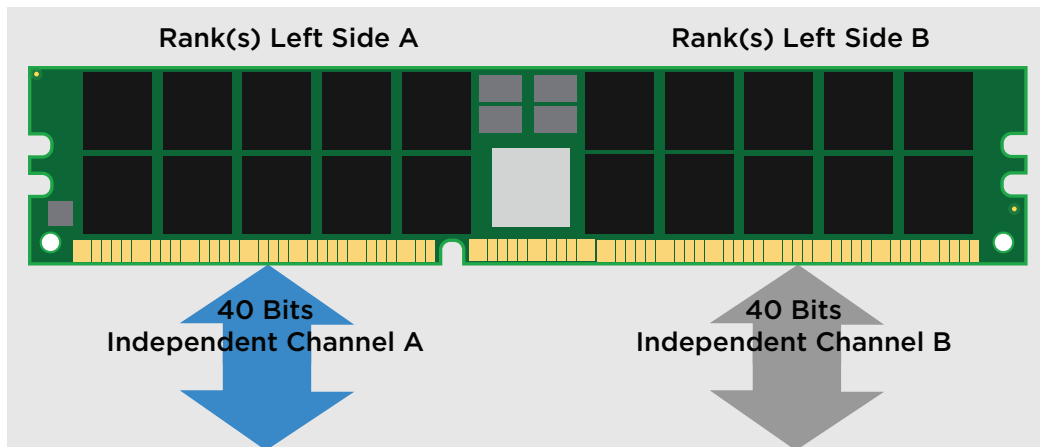 Rank(s) Left Side A
Rank(s) Left Side B
40 Bits
Independent Channel A
40 Bits
Independent Channel B